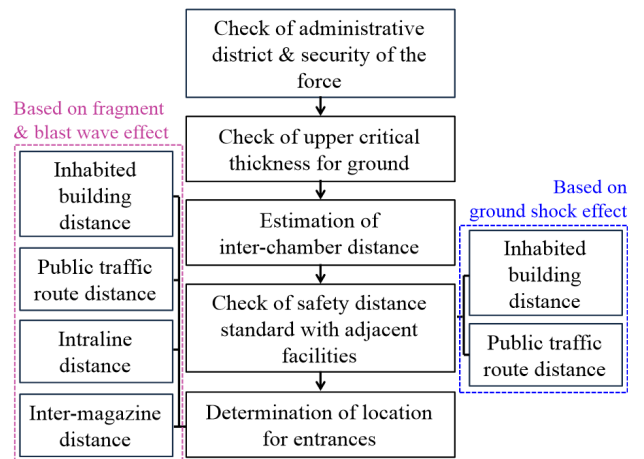 Check of administrative
district & security of the
force
Based on fragment
& blast wave effect
Check of upper critical
thickness for ground
Inhabited
building
distance
Based on
ground shock effect
Estimation of
inter-chamber distance
Inhabited
building
distance
Public traffic
route distance
Check of safety distance
standard with adjacent
facilities
Intraline
distance
Public traffic
route distance
Inter-magazine
distance
Determination of location
for entrances